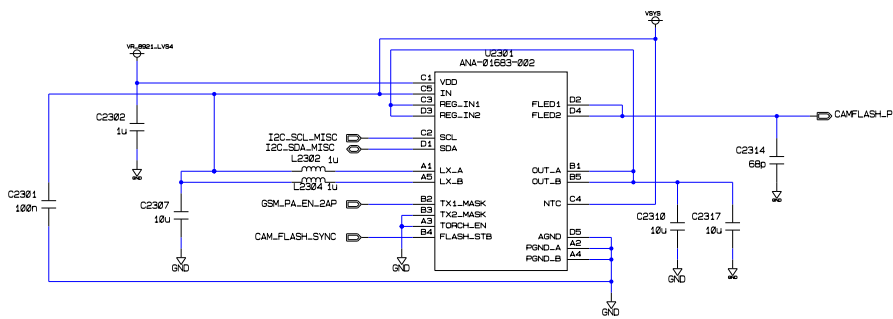 VSYS
VR_8921_LVS4
U2301
ANA-01683-002
C1 VDD
C5 IN
C3 REG_IN1
D3 REG_IN2
FLED1 D2
FLED2 D4
CAMFLASH_P
C2302
1u
I2C_SCL_MISC C2 SCL
I2C_SDA_MISC D1 SDA
C2314
68p
L2302 1u
A1 LX_A
OUT_A B1
A5 LX_B
OUT_B B5
L2304 1u
C2301
100n
C2307
10u
GSM_PA_EN_2AP B2 TX1_MASK
NTC C4
B3 TX2_MASK
A3 TORCH_EN
CAM_FLASH_SYNC B4 FLASH_STB
C2310
10u
C2317
10u
AGND D5
PGND_A A2
PGND_B A4
GND
GND
GND
GND
GND
GND
GND